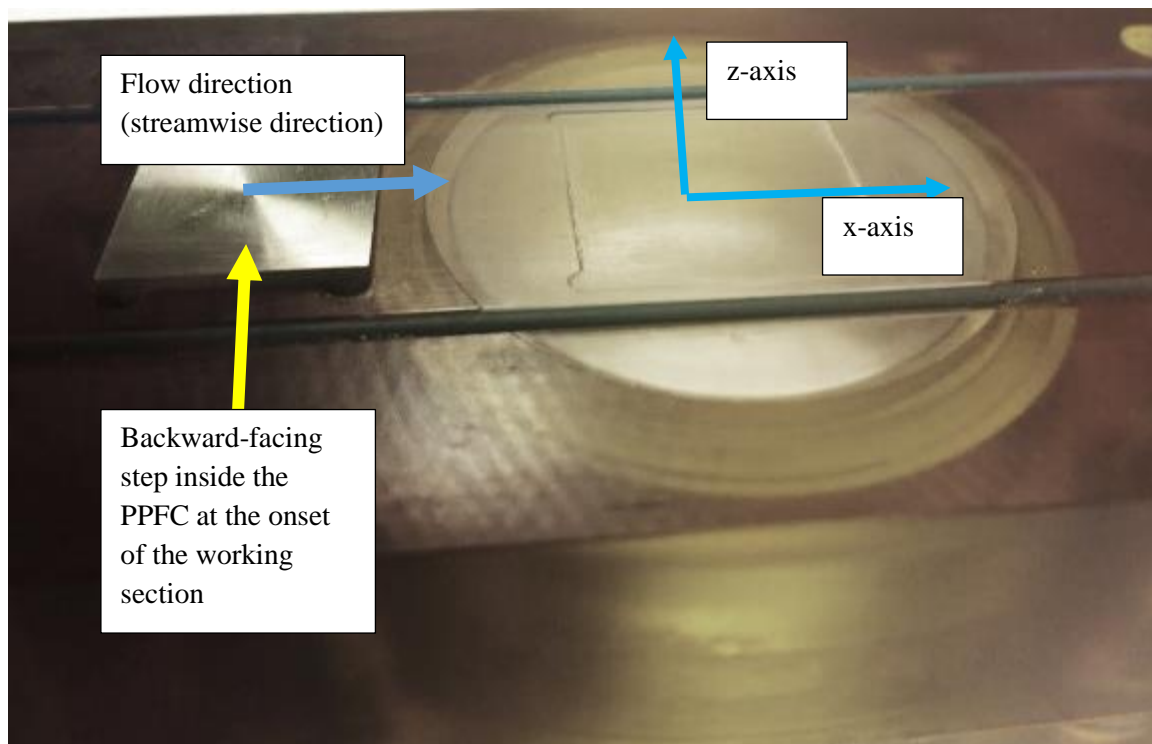 Flow direction
(streamwise direction)
z-axis
x-axis
Backward-facing
step inside the
PPFC at the onset
of the working
section